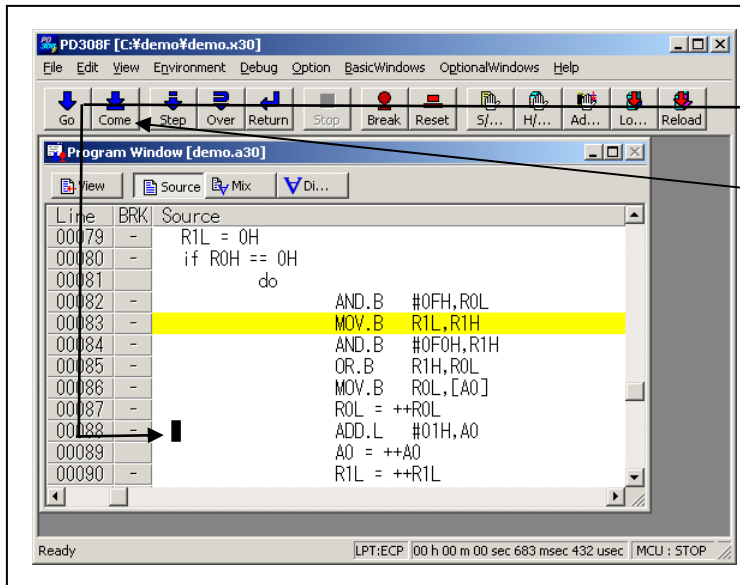 PD308F [C:¥demo¥demo.x30]
File Edit View Environment Debug Option BasicWindows OptionalWindows Help
Go Come Step Over Return Stop Break Reset S/... H/... Ad... Lo... Reload
Program Window [demo.a30]
View Source Mix Di...
Line BRK Source
00079 - R1L = 0H
00080 - if R0H == 0H
00081 do
00082 - AND.B #0FH,R0L
00083 - MOV.B R1L,R1H
00084 - AND.B #0F0H,R1H
00085 - OR.B R1H,R0L
00086 - MOV.B R0L,[A0]
00087 - R0L = ++R0L
00088 - ADD.L #01H,A0
00089 A0 = ++A0
00090 - R1L = ++R1L
Ready LPT:ECP 00 h 00 m 00 sec 683 msec 432 usec MCU : STOP